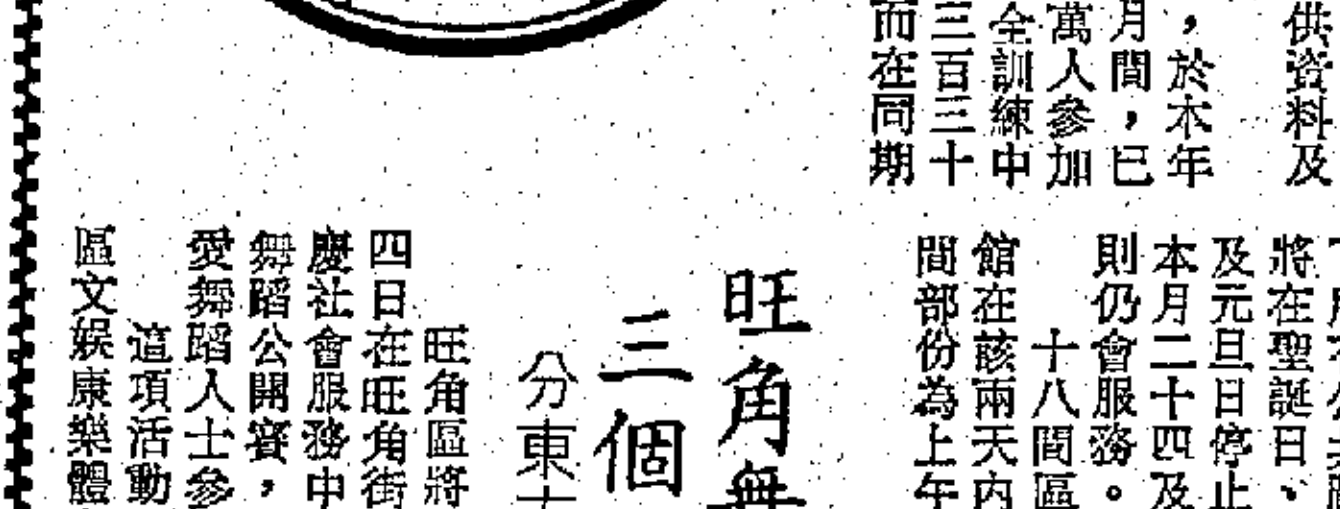 供資料及
，於本年
月間，已
萬人參加
全訓練中
三百三十
而在同期
將在聖誕日、
及元旦日停止
本月二十四及
則仍會服務。
十八間區
館在該兩天內
間部份為上午
旺角舞
三個
分東
旺角區將
四日在旺角街
慶社會服務中
舞蹈公開賽，
愛舞蹈人士參
這項活動
區文娛康樂體